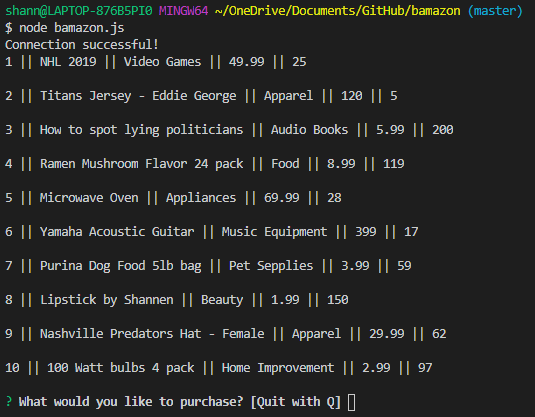 shann@LAPTOP-876B5PI0 MINGW64 ~/OneDrive/Documents/GitHub/bamazon (master)
$ node bamazon.js
Connection successful!
1 || NHL 2019 || Video Games || 49.99 || 25
2 || Titans Jersey - Eddie George || Apparel || 120 || 5
3 || How to spot lying politicians || Audio Books || 5.99 || 200
4 || Ramen Mushroom Flavor 24 pack || Food || 8.99 || 119
5 || Microwave Oven || Appliances || 69.99 || 28
6 || Yamaha Acoustic Guitar || Music Equipment || 399 || 17
7 || Purina Dog Food 5lb bag || Pet Sepplies || 3.99 || 59
8 || Lipstick by Shannen || Beauty || 1.99 || 150
9 || Nashville Predators Hat - Female || Apparel || 29.99 || 62
10 || 100 Watt bulbs 4 pack || Home Improvement || 2.99 || 97
? What would you like to purchase? [Quit with Q]